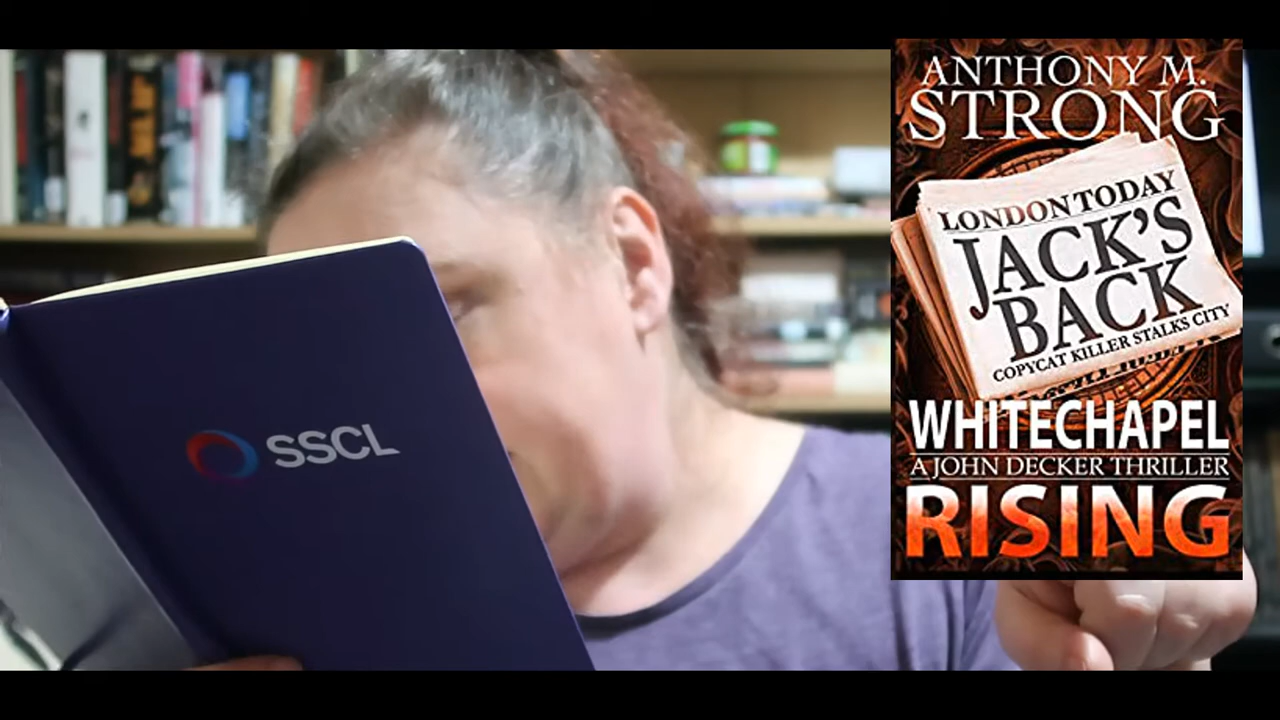 SSCL
ANTHONY M.
STRONG
LONDON TODAY
JACK'S
BACK
COPYCAT KILLER STALKS CITY
WHITECHAPEL
A JOHN DECKER THRILLER
RISING